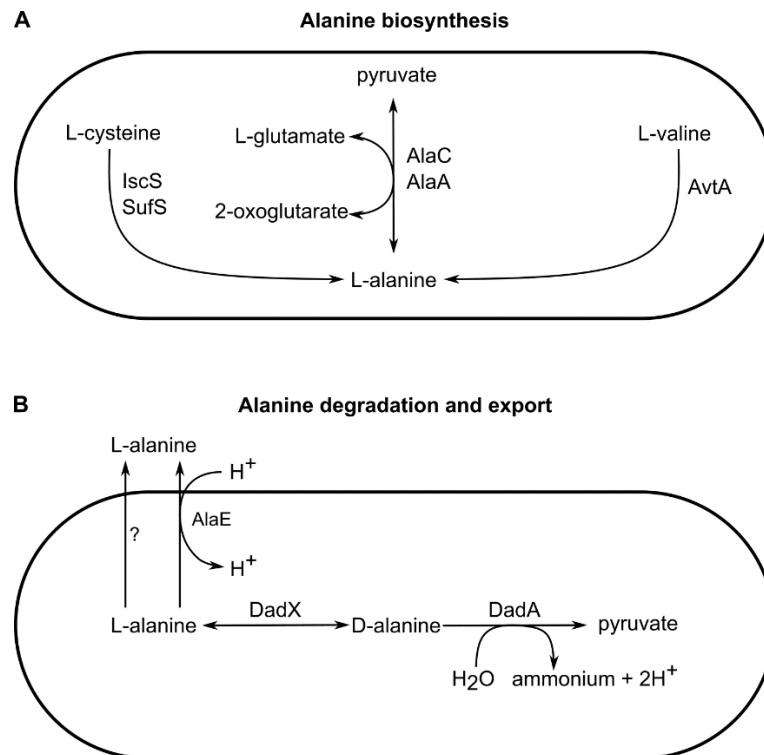 A
Alanine biosynthesis
pyruvate
L-cysteine
L-glutamate
L-valine
AlaC
IscS
AlaA
AvtA
SufS
2-oxoglutarate
L-alanine
B
Alanine degradation and export
L-alanine
H+
AlaE
?
H+
DadX
DadA
L-alanine
D-alanine
pyruvate
H2O
ammonium + 2H+